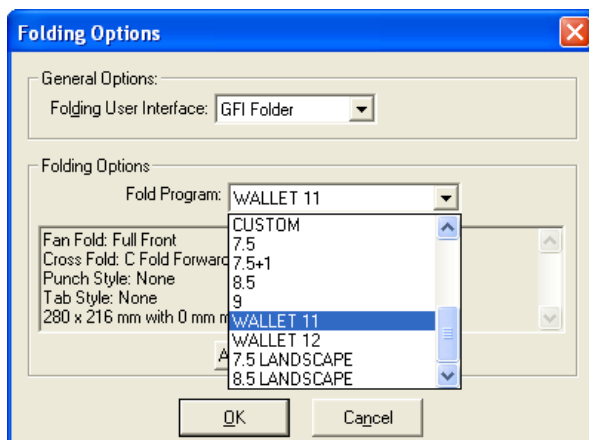 Folding Options
General Options:
Folding User Interface: GFI Folder
Folding Options
Fold Program: WALLET 11
CUSTOM
7.5
7.5+1
8.5
9
WALLET 11
WALLET 12
7.5 LANDSCAPE
8.5 LANDSCAPE
Fan Fold: Full Front
Cross Fold: C Fold Forward
Punch Style: None
Tab Style: None
280 x 216 mm with 0 mm
OK
Cancel